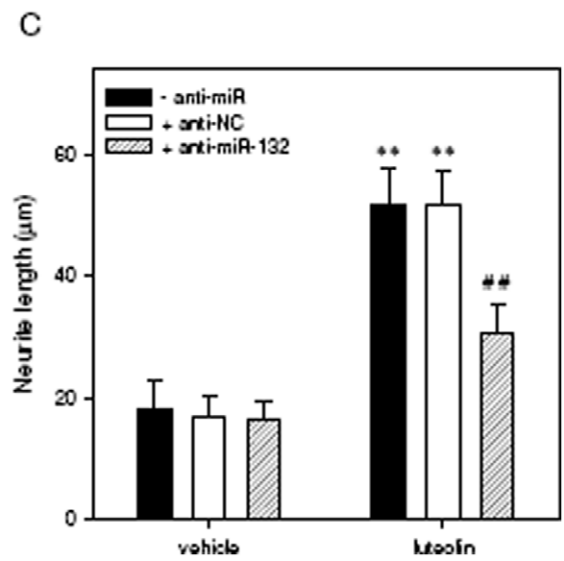 C
- anti-miR
+ anti-NC
+ anti-miR-132
Neurite length (μm)
60
40
20
0
** **
##
vehicle luteolin